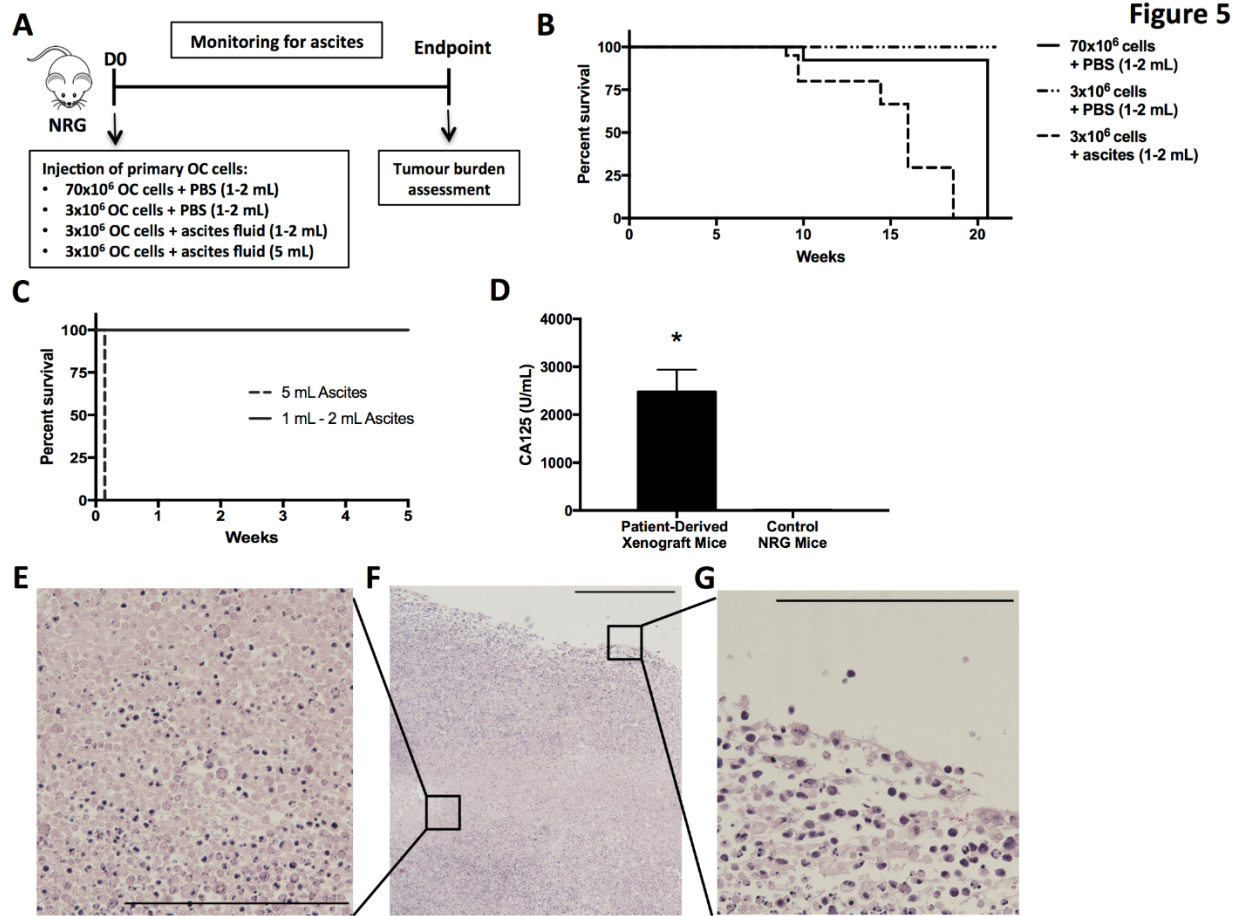 Figure 5
A
Monitoring for ascites
Endpoint
D0
NRG
Injection of primary OC cells:
• 70x10⁶ OC cells + PBS (1-2 mL)
• 3x10⁶ OC cells + PBS (1-2 mL)
• 3x10⁶ OC cells + ascites fluid (1-2 mL)
• 3x10⁶ OC cells + ascites fluid (5 mL)
Tumour burden
assessment
B
Percent survival
100
75
50
25
0
0 5 10 15 20
Weeks
70x10⁶ cells
+ PBS (1-2 mL)
3x10⁶ cells
+ PBS (1-2 mL)
3x10⁶ cells
+ ascites (1-2 mL)
C
Percent survival
100
75
50
25
0
0 1 2 3 4 5
Weeks
5 mL Ascites
1 mL - 2 mL Ascites
D
CA125 (U/mL)
4000
3000
2000
1000
0
*
Patient-Derived
Xenograft Mice
Control
NRG Mice
E
F
G